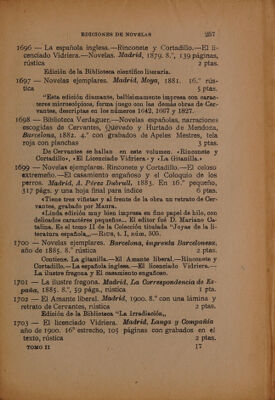 EDICIONES DE NOVELAS 257
1696 — La española inglesa.—Rinconete y Cortadillo.—El li-
cenciado Vidriera.—Novelas. Madrid, 1879. 8.º, 139 páginas,
rústica 2 ptas.
Edición de la Biblioteca científico literaria.
1697 — Novelas ejemplares. Madrid, Moya, 1881. 16.º rús-
tica 5 ptas.
"Esta edición diamante, bellísimamente impresa con carac-
teres microscópicos, forma juego con las demás obras de Cer-
vantes, descriptas en los números 1642, 1687 y 1827.
1698 — Biblioteca Verdaguer.—Novelas españolas, narraciones
escogidas de Cervantes, Quevedo y Hurtado de Mendoza,
Barcelona, 1882. 4.º con grabados de Apeles Mestres, tela
roja con planchas 3 ptas.
De Cervantes se hallan en este volumen. «Rinconete y
Cortadillo», «El Licenciado Vidriera» y «La Gitanilla.»
1699 — Novelas ejemplares. Rinconete y Cortadillo.—El celoso
extremeño.—El casamiento engañoso y el Coloquio de los
perros. Madrid, A. Pérez Dubrull. 1883. En 16.º pequeño,
317 págs. y una hoja final para índice 6 ptas.
«Tiene tres viñetas y al frente de la obra un retrato de Cer-
vantes, grabado por Maura.
«Linda edición muy bien impresa en fino papel de hilo, con
delicados caracteres pequeños... El editor fué D. Mariano Ca-
talina. Es el tomo II de la Colección titulada "Joyas de la li-
teratura española„.—RIUS, t. I, núm. 306.
1700 — Novelas ejemplares. Barcelona, imprenta Barcelonesa,
año de 1885. 8.º rústica 2 ptas.
Contiene. La gitanilla.—El Amante liberal.—Rinconete y
Cortadillo.—La española inglesa.—El licenciado Vidriera.—
La ilustre fregona y El casamiento engañoso.
1701 — La ilustre fregona. Madrid, La Correspondencia de Es-
paña, 1885. 8.º, 59 págs., rústica 1 pta.
1702 — El Amante liberal. Madrid, 1900. 8.º con una lámina y
retrato de Cervantes, rústica 2 ptas.
Edición de la Biblioteca "La Irradiación„
1703 — El licenciado Vidriera. Madrid, Langa y Compañía
año de 1900. 16º estrecho, 105 páginas con grabados en el
texto, rústica 2 ptas.
TOMO II 17